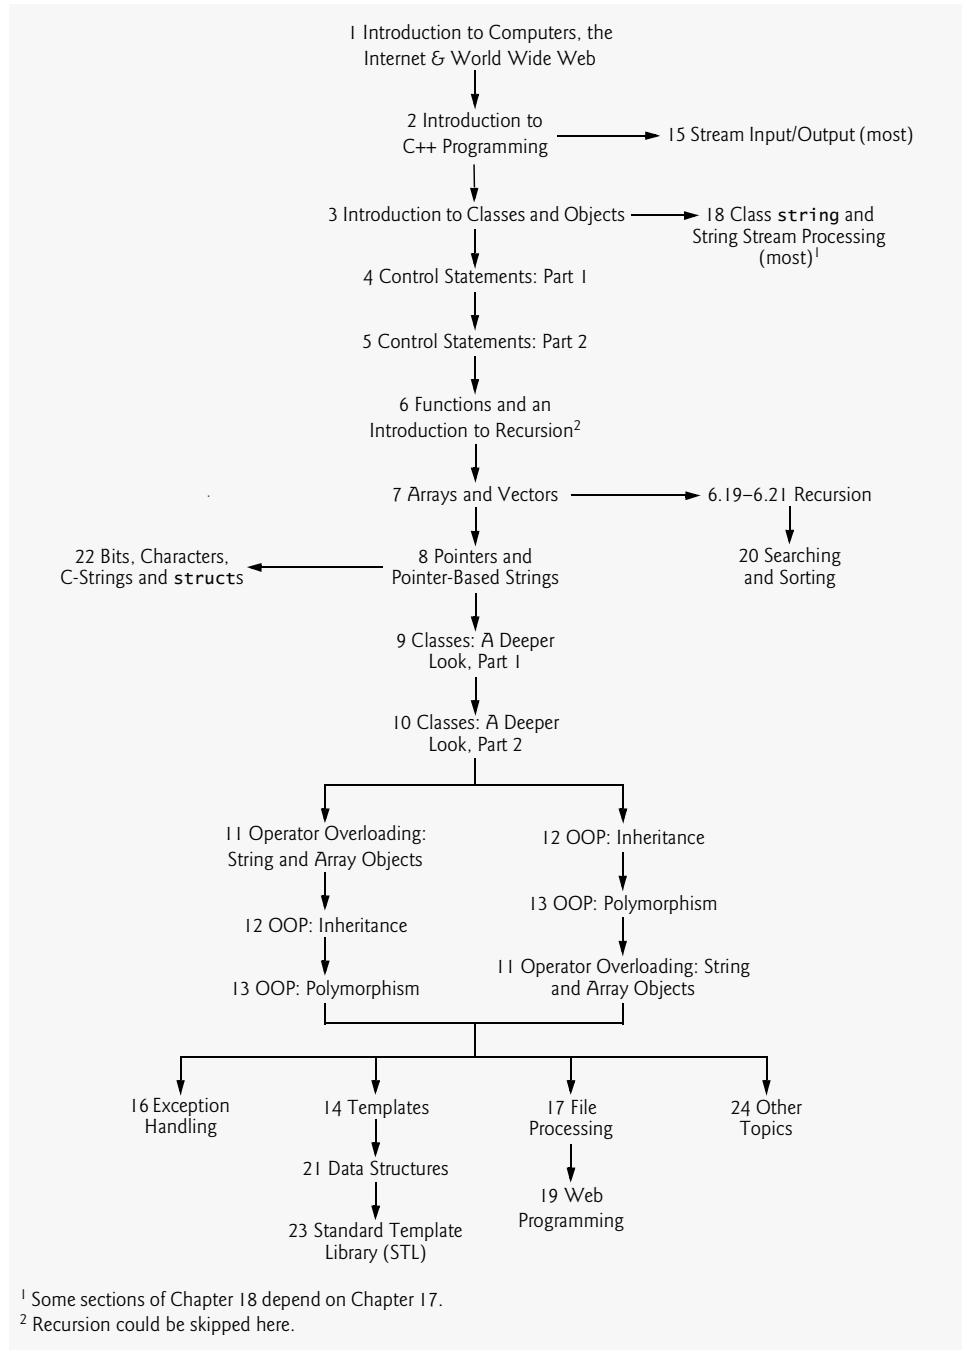 1 Introduction to Computers, the
Internet & World Wide Web
2 Introduction to
C++ Programming
15 Stream Input/Output (most)
3 Introduction to Classes and Objects
18 Class string and
String Stream Processing
(most)1
4 Control Statements: Part 1
5 Control Statements: Part 2
6 Functions and an
Introduction to Recursion2
7 Arrays and Vectors
6.19–6.21 Recursion
22 Bits, Characters,
C-Strings and structs
8 Pointers and
Pointer-Based Strings
20 Searching
and Sorting
9 Classes: A Deeper
Look, Part 1
10 Classes: A Deeper
Look, Part 2
11 Operator Overloading:
String and Array Objects
12 OOP: Inheritance
13 OOP: Polymorphism
12 OOP: Inheritance
13 OOP: Polymorphism
11 Operator Overloading: String
and Array Objects
16 Exception
Handling
14 Templates
21 Data Structures
23 Standard Template
Library (STL)
17 File
Processing
19 Web
Programming
24 Other
Topics
1 Some sections of Chapter 18 depend on Chapter 17.
2 Recursion could be skipped here.